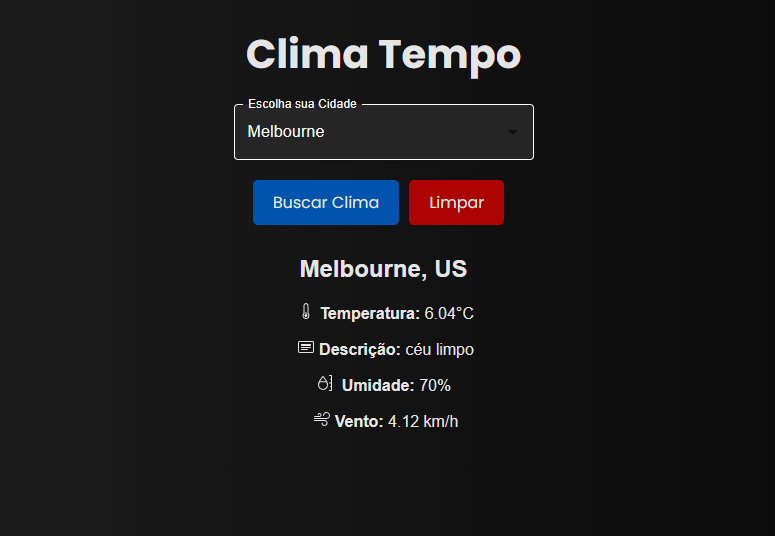 Clima Tempo
Escolha sua Cidade
Melbourne
Buscar Clima Limpar
Melbourne, US
Temperatura: 6.04°C
Descrição: céu limpo
Umidade: 70%
Vento: 4.12 km/h